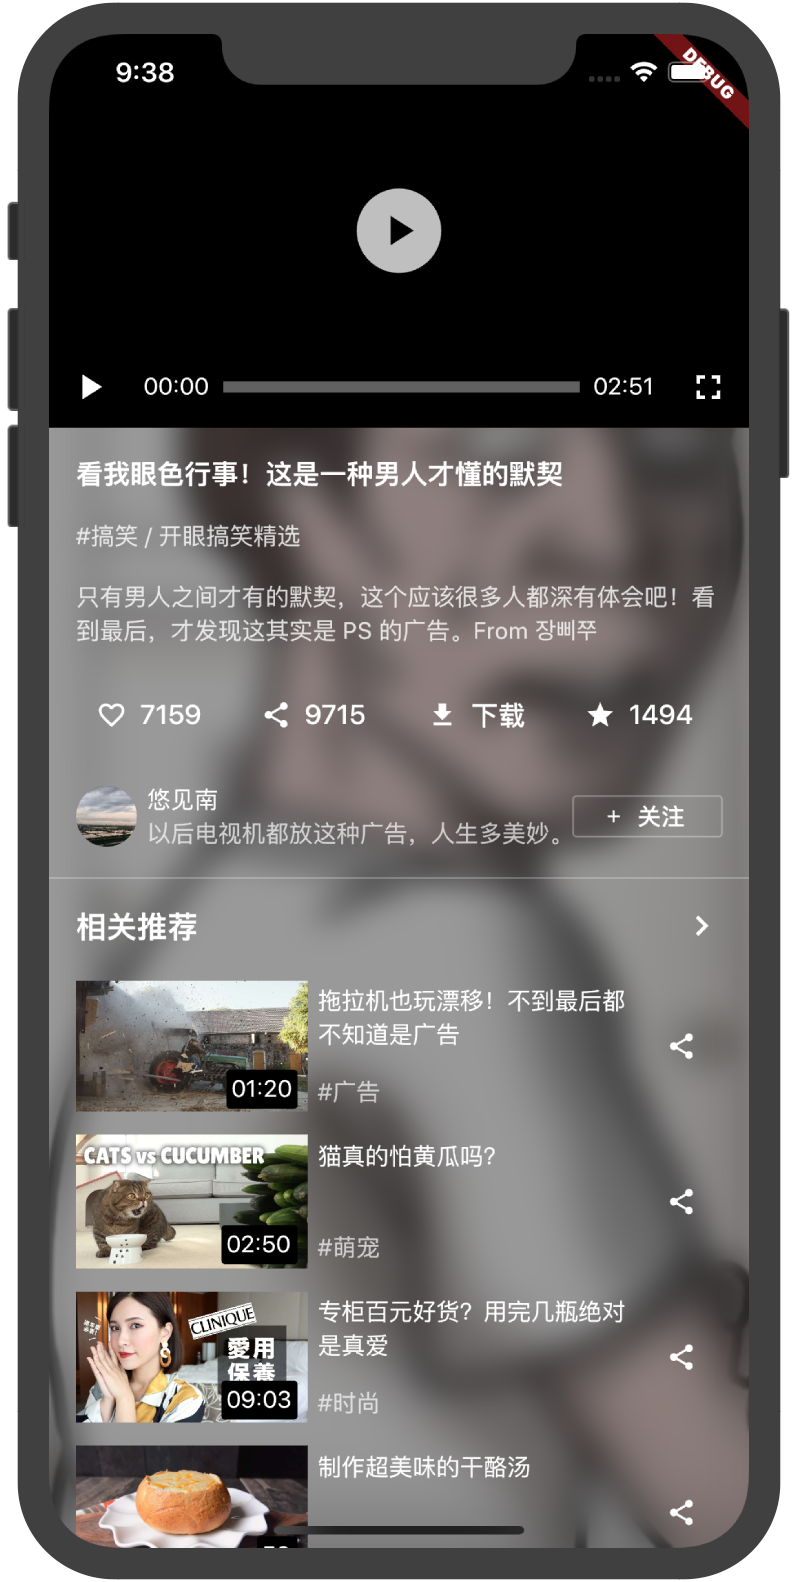 9:38
DEBUG
00:00
02:51
看我眼色行事！这是一种男人才懂的默契
#搞笑 / 开眼搞笑精选
只有男人之间才有的默契，这个应该很多人都深有体会吧！看
到最后，才发现这其实是 PS 的广告。From 장삐쭈
7159
9715
下载
1494
悠见南
以后电视机都放这种广告，人生多美妙。
+ 关注
相关推荐
拖拉机也玩漂移！不到最后都
不知道是广告
01:20
#广告
CATS vs CUCUMBER
猫真的怕黄瓜吗？
02:50
#萌宠
CLINIQUE
愛用
保養
专柜百元好货？用完几瓶绝对
是真爱
09:03
#时尚
制作超美味的干酪汤